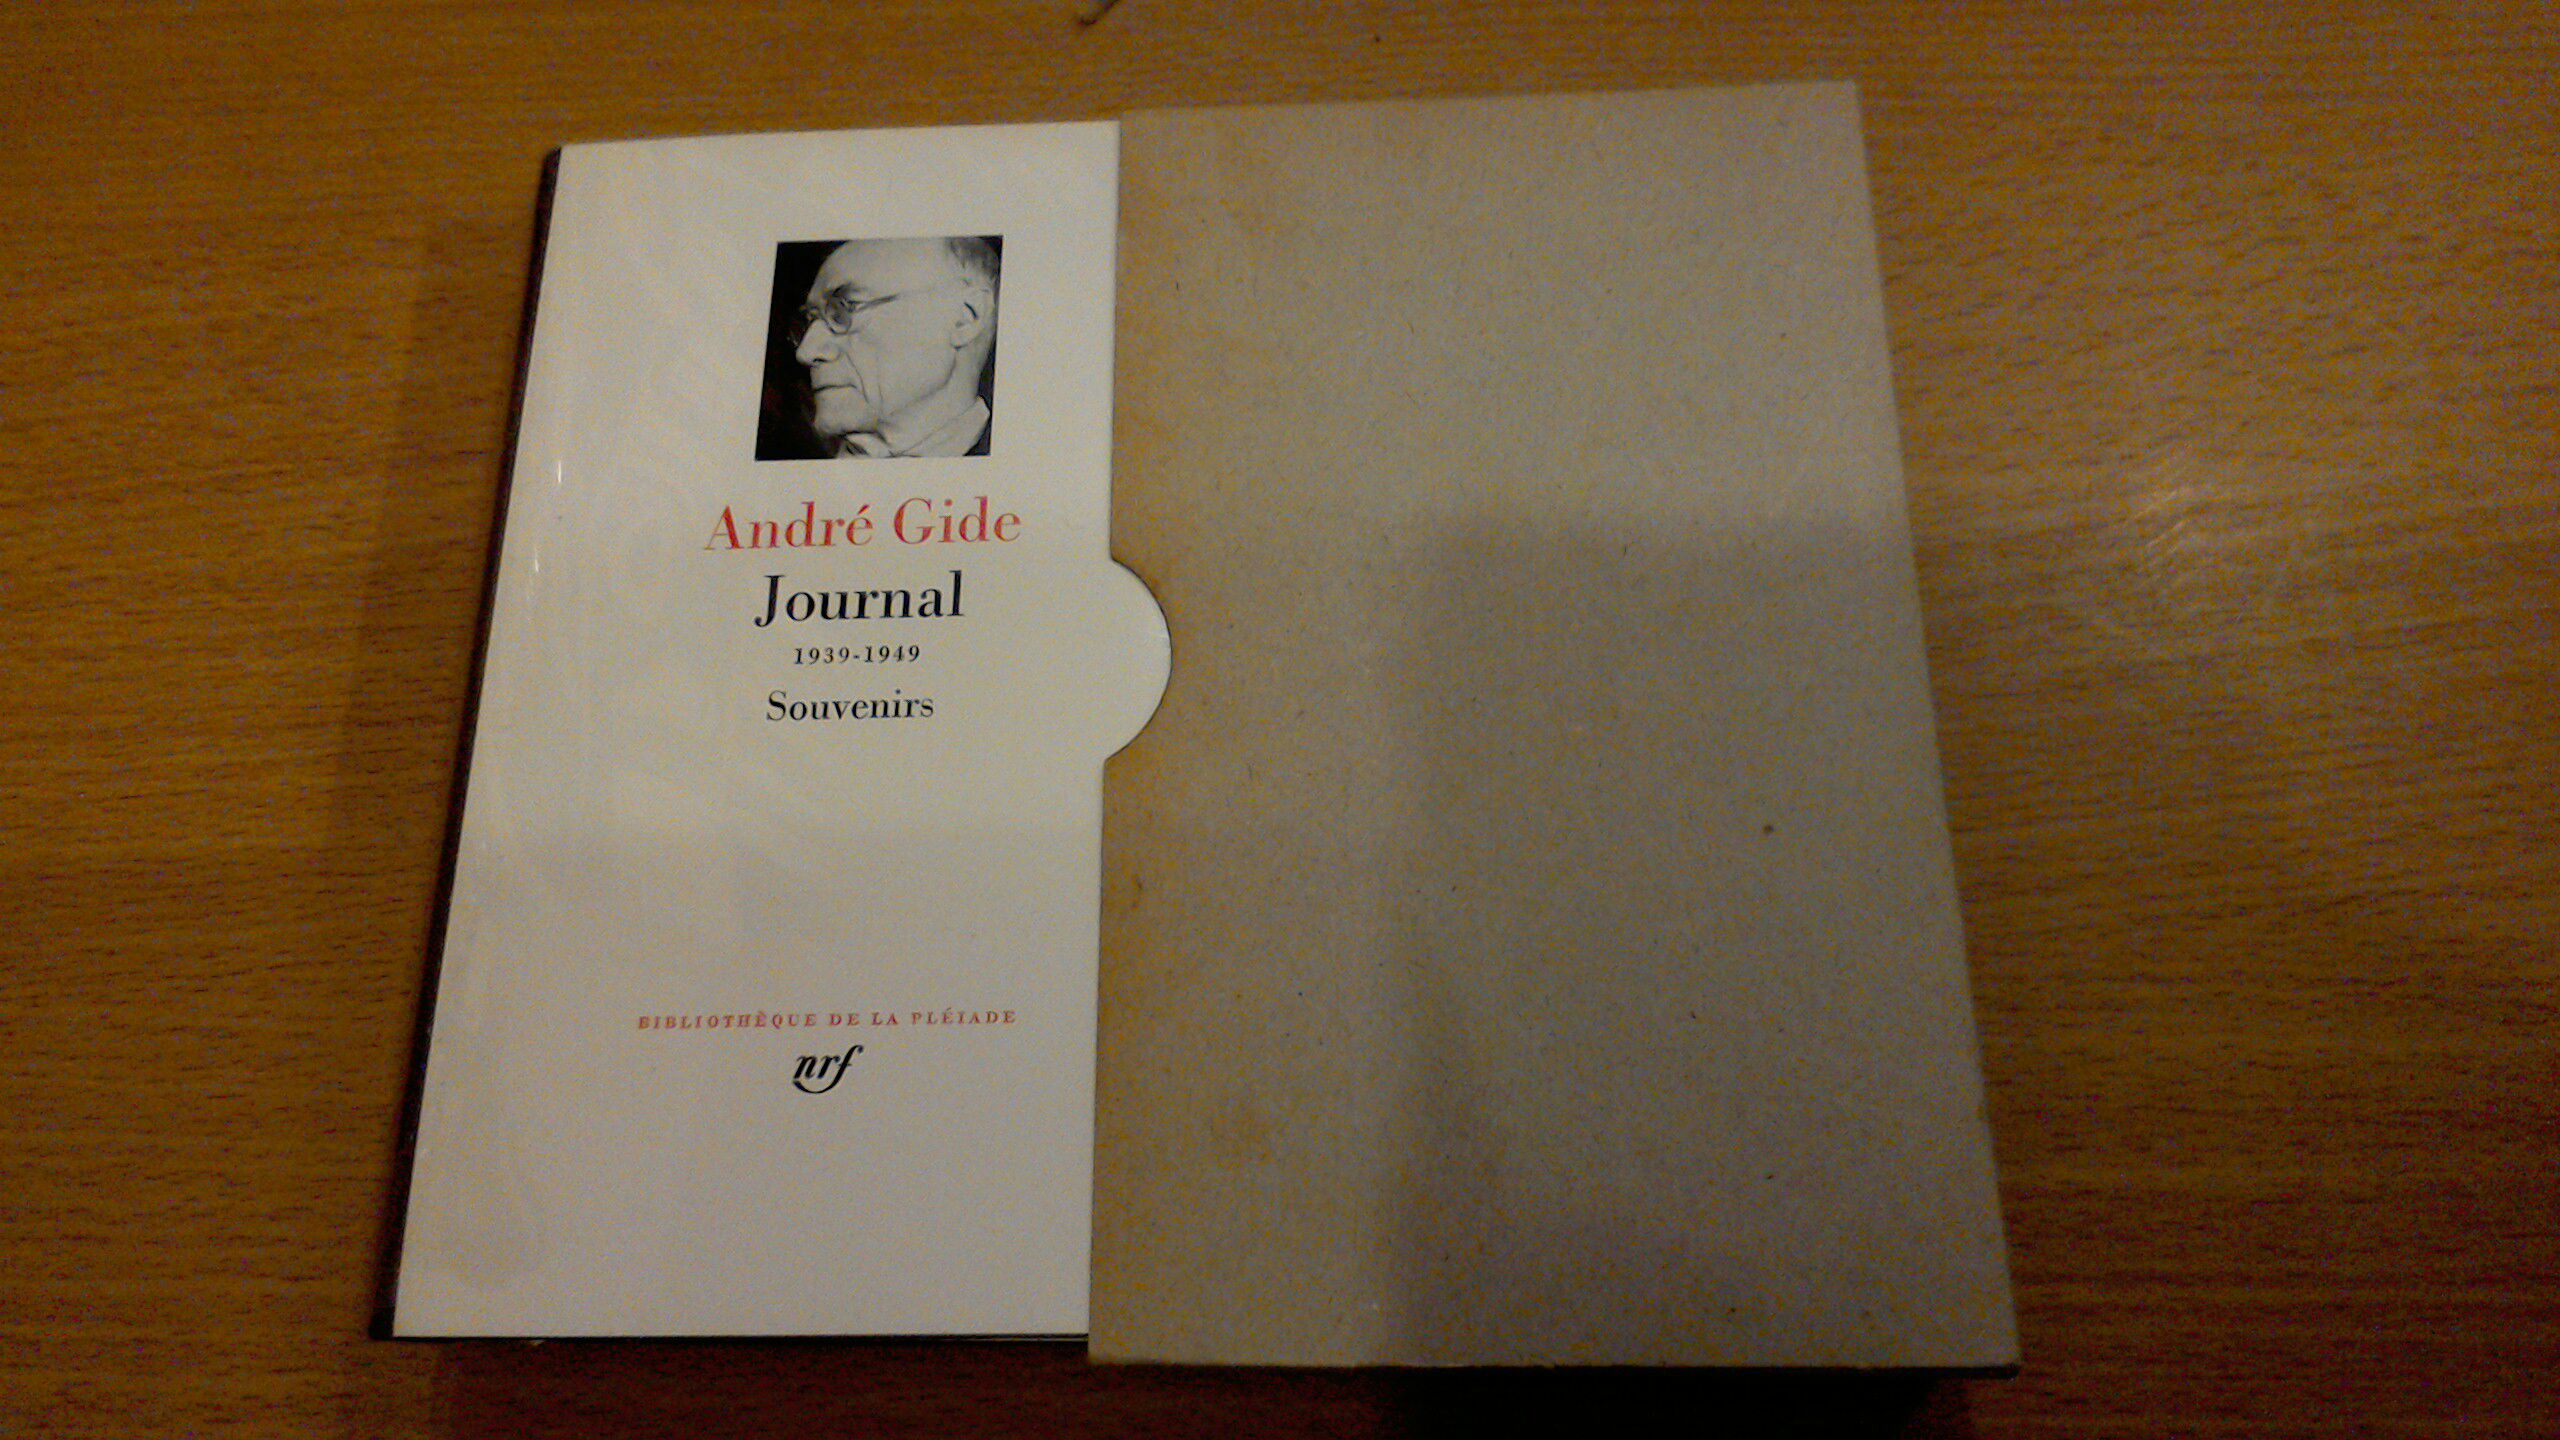 André Gide
Journal
1939-1949
Souvenirs
BIBLIOTHÈQUE DE LA PLÉIADE
nrf